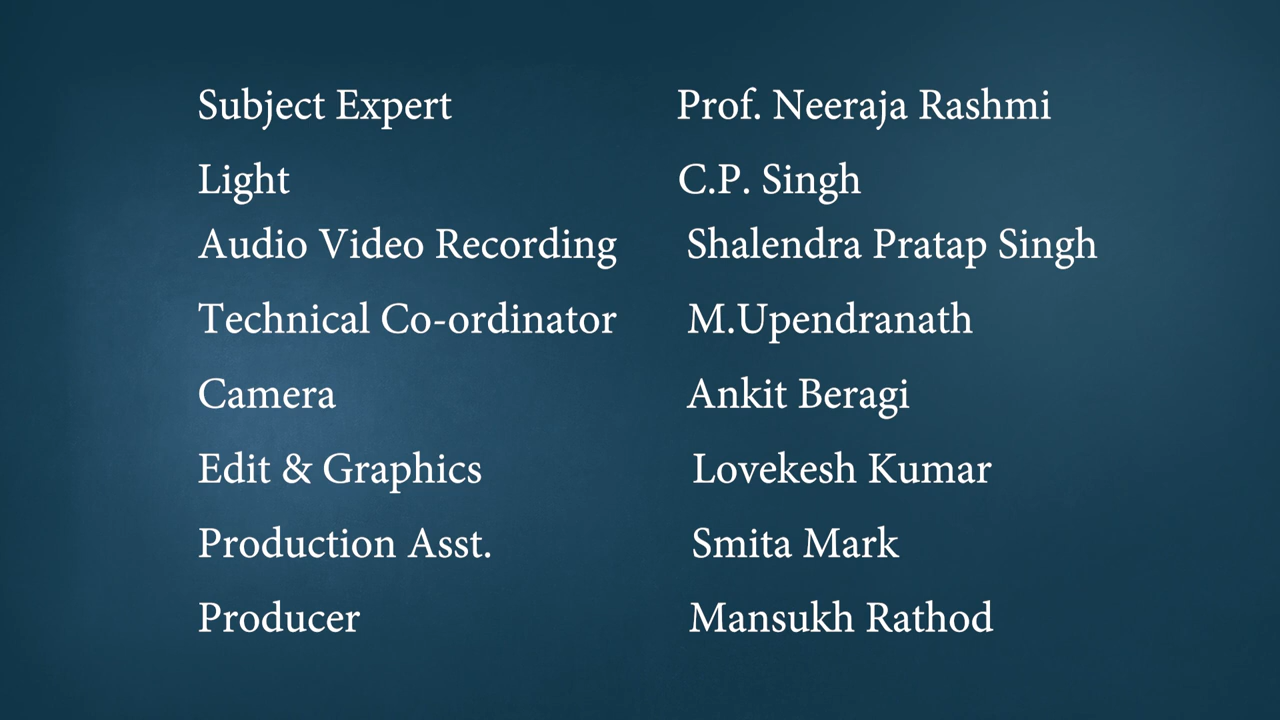 Subject Expert Prof. Neeraja Rashmi
Light C.P. Singh
Audio Video Recording Shalendra Pratap Singh
Technical Co-ordinator M.Upendranath
Camera Ankit Beragi
Edit & Graphics Lovekesh Kumar
Production Asst. Smita Mark
Producer Mansukh Rathod